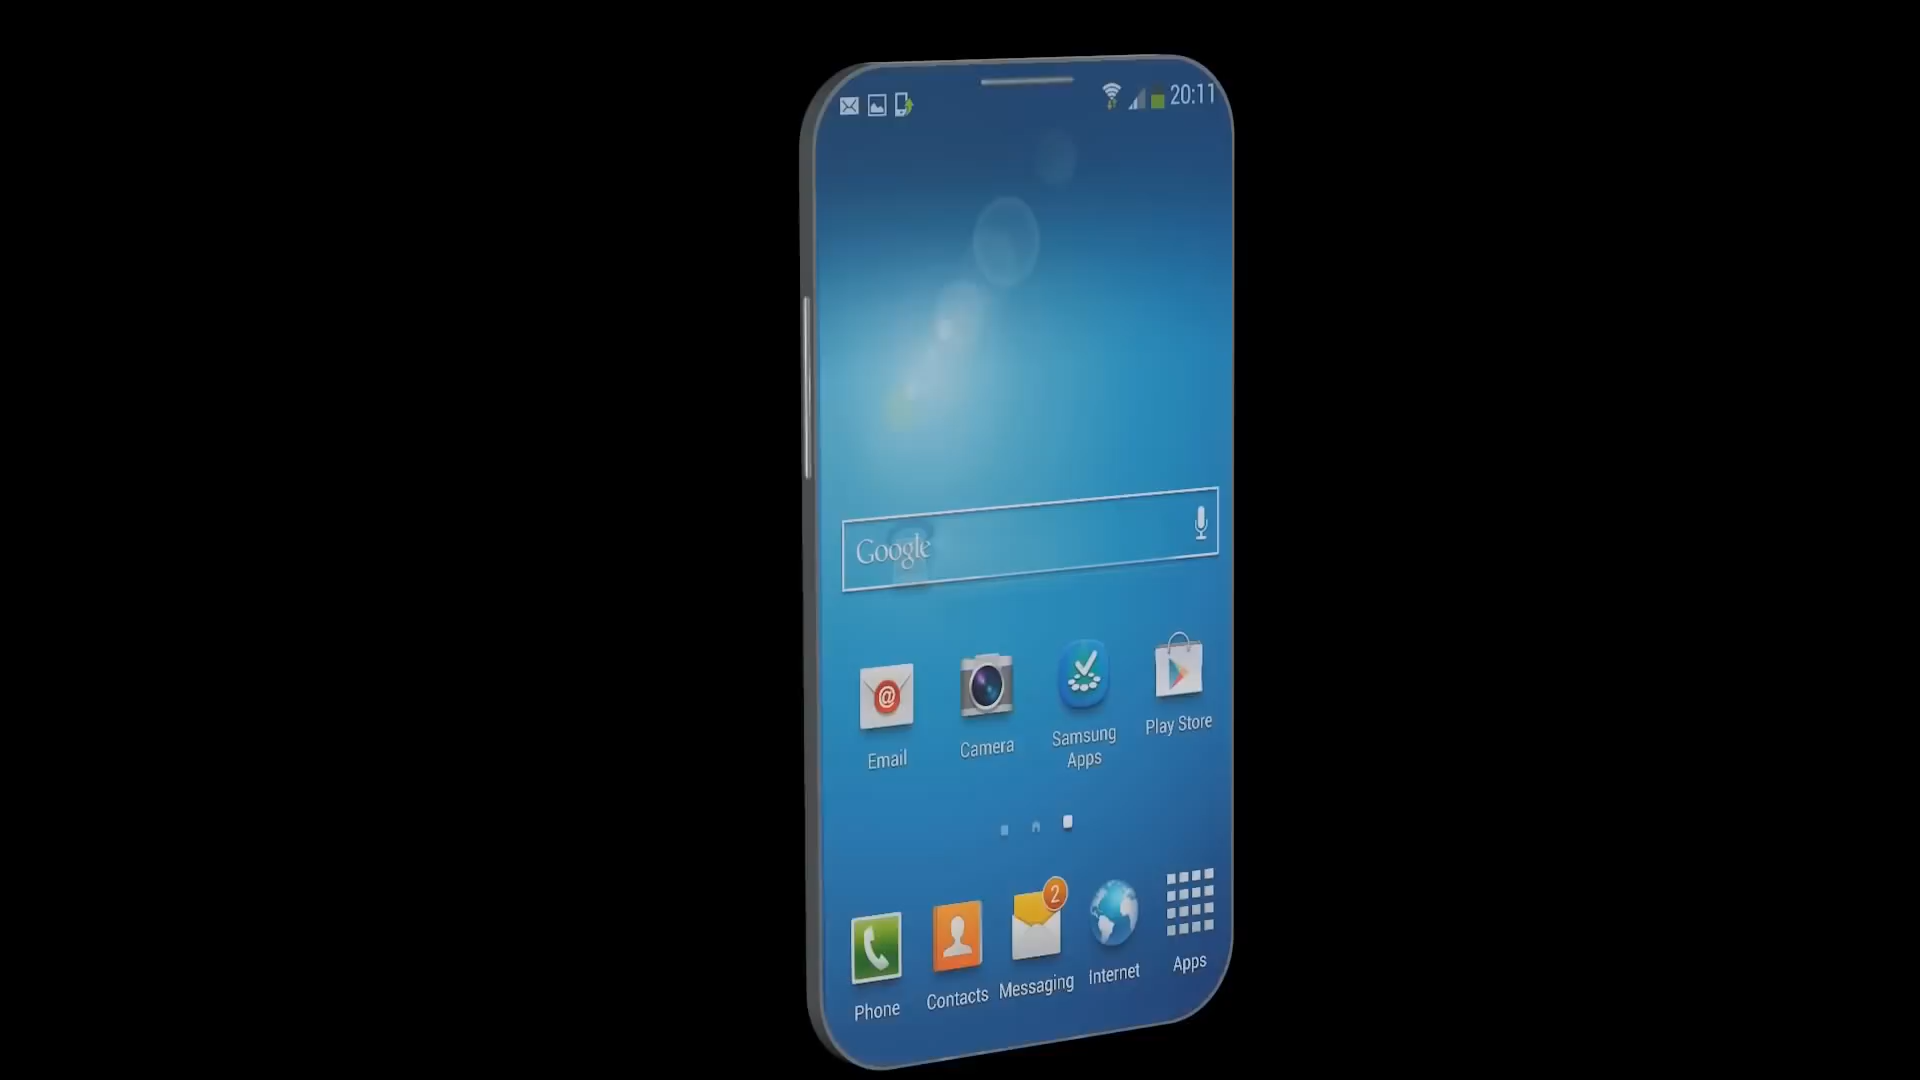 20:11
Google
@
Email
Camera
Samsung
Apps
Play Store
2
Phone
Contacts
Messaging
Internet
Apps